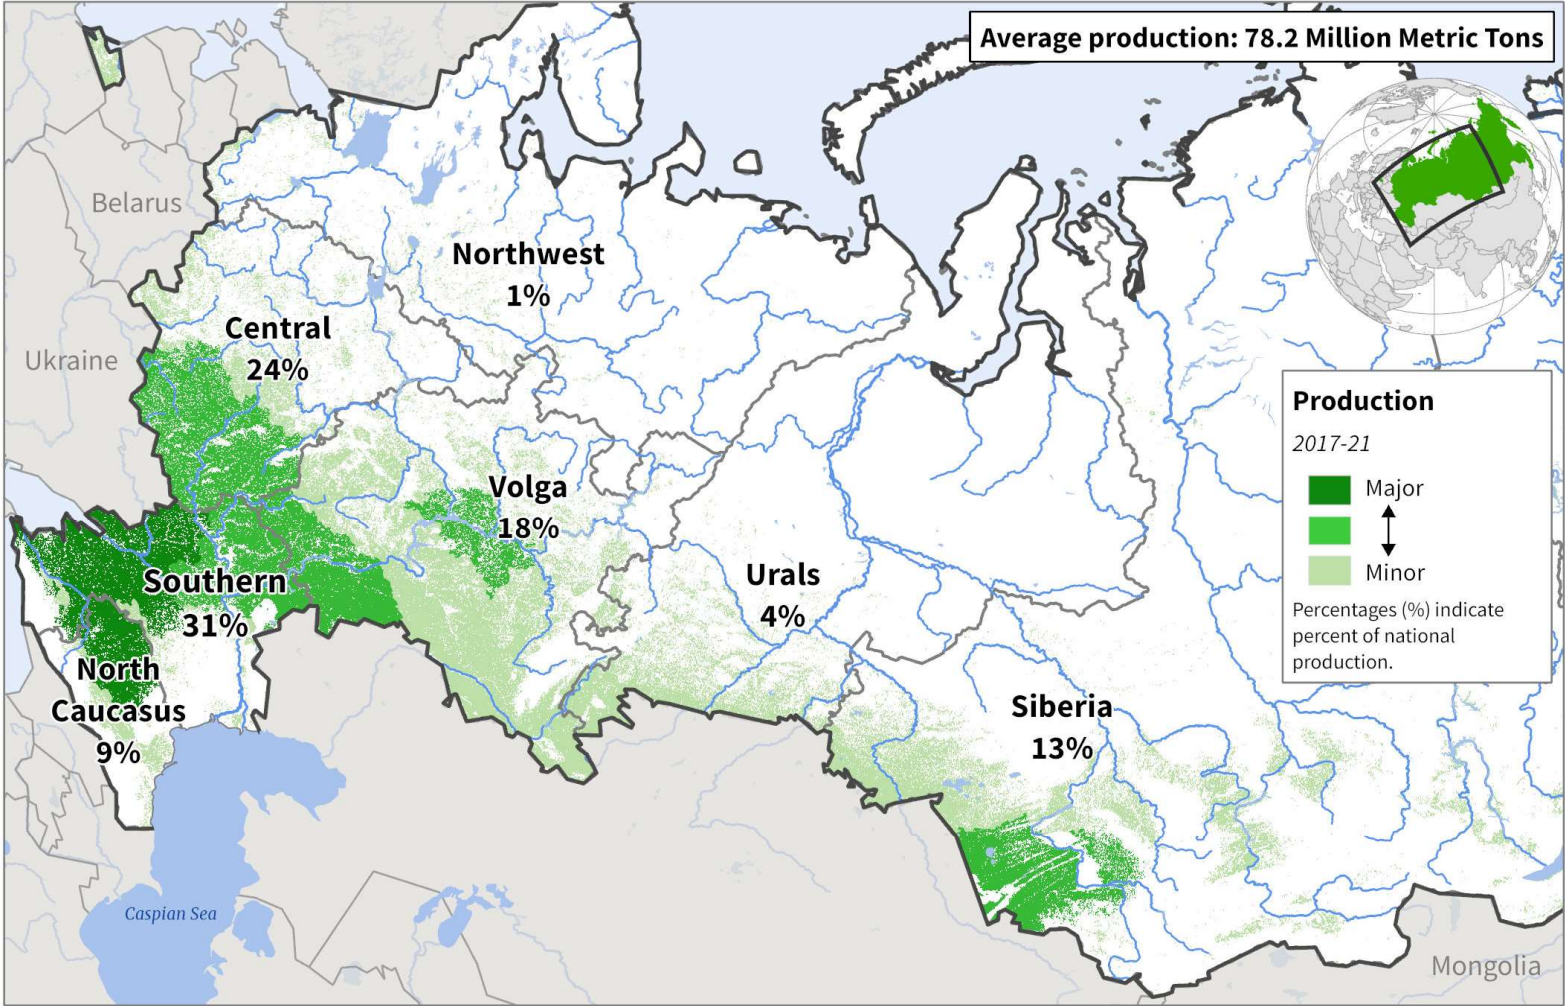 Average production: 78.2 Million Metric Tons
Belarus
Northwest
1%
Central
24%
Ukraine
Production
2017-21
Major
Minor
Percentages (%) indicate
percent of national
production.
Volga
18%
Southern
31%
Urals
4%
North
Caucasus
9%
Siberia
13%
Caspian Sea
Mongolia